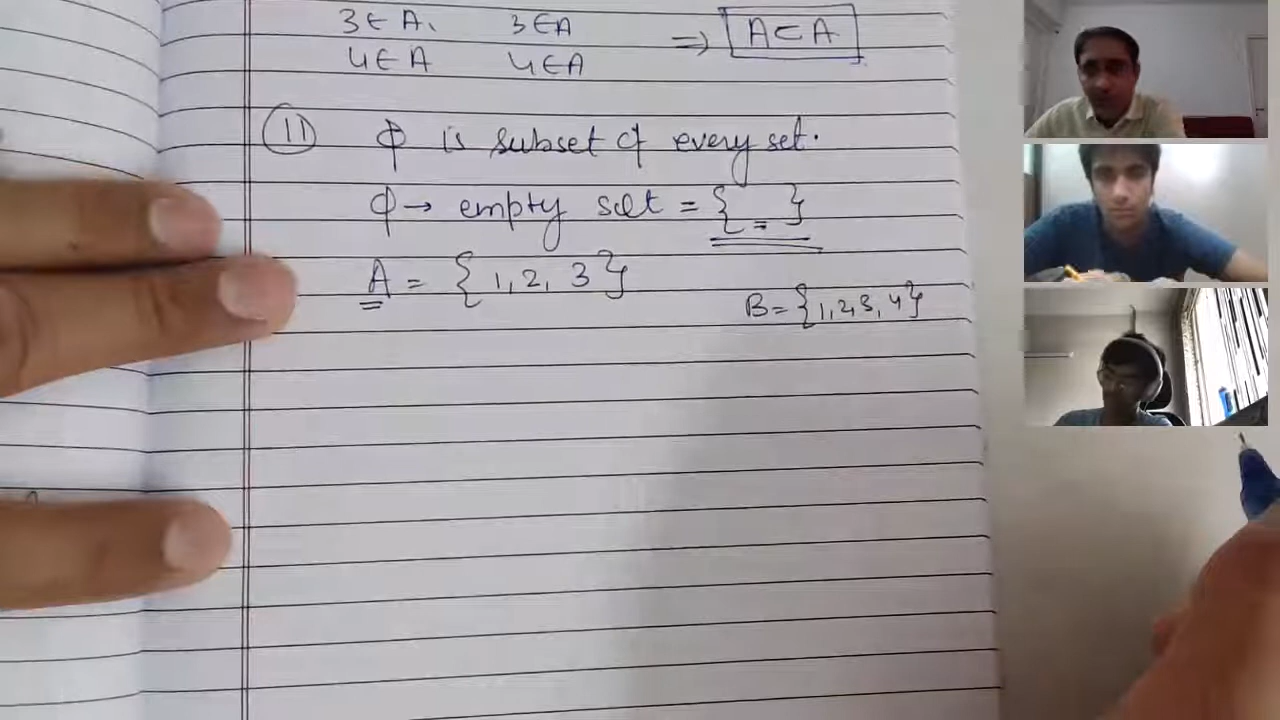 3 ∈ A, 3 ∈ A
4 ∈ A 4 ∈ A ⇒ A ⊂ A
(11) Φ is subset of every set.
Φ → empty set = { = }
A = {1, 2, 3}
B = {1, 2, 3, 4}